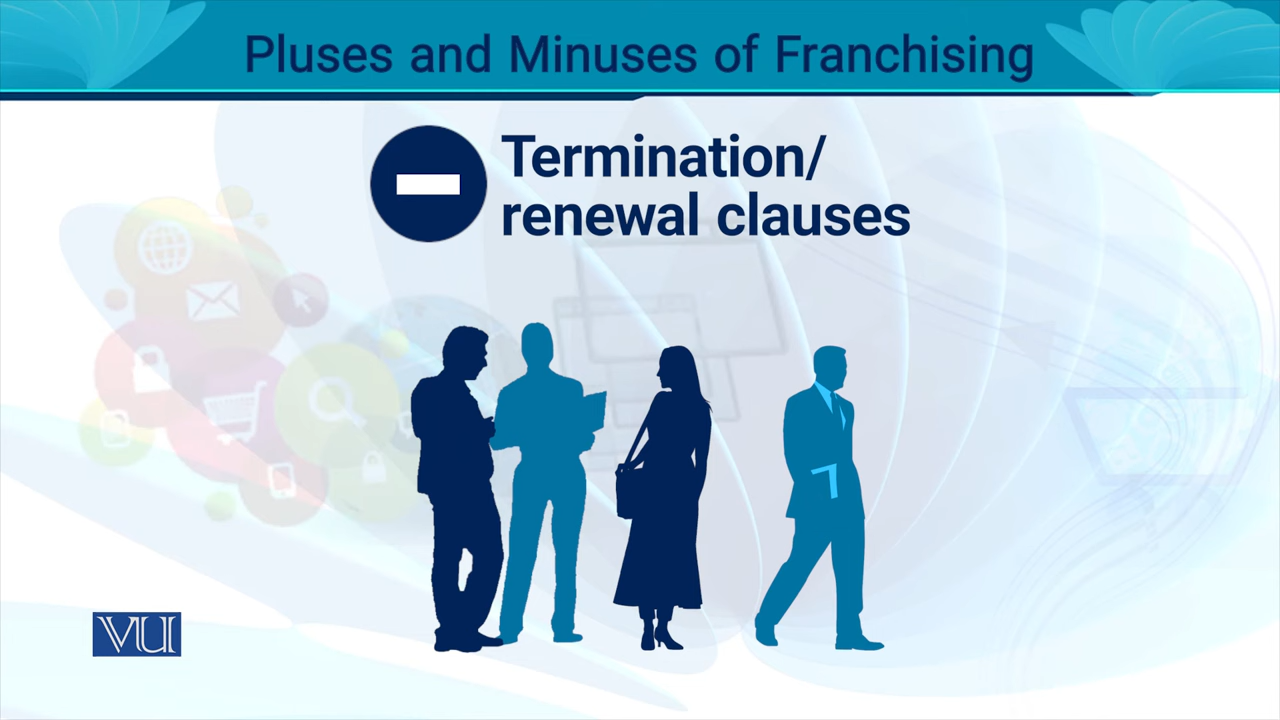 Pluses and Minuses of Franchising
Termination/
renewal clauses
VU